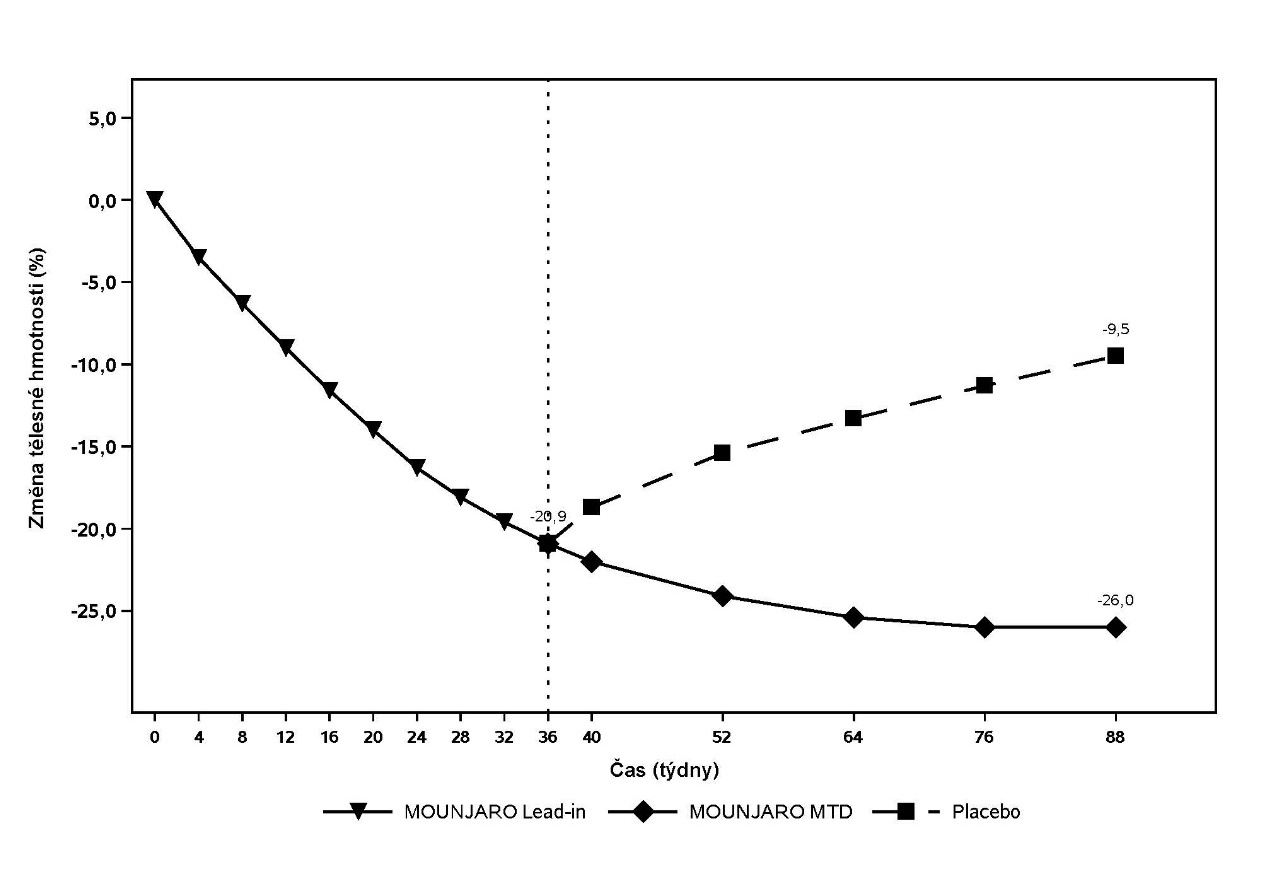 5,0
0,0
-5,0
-10,0
-15,0
-20,0
-25,0
Změna tělesné hmotnosti (%)
-9,5
-20,9
-26,0
0 4 8 12 16 20 24 28 32 36 40 52 64 76 88
Čas (týdny)
MOUNJARO Lead-in MOUNJARO MTD Placebo